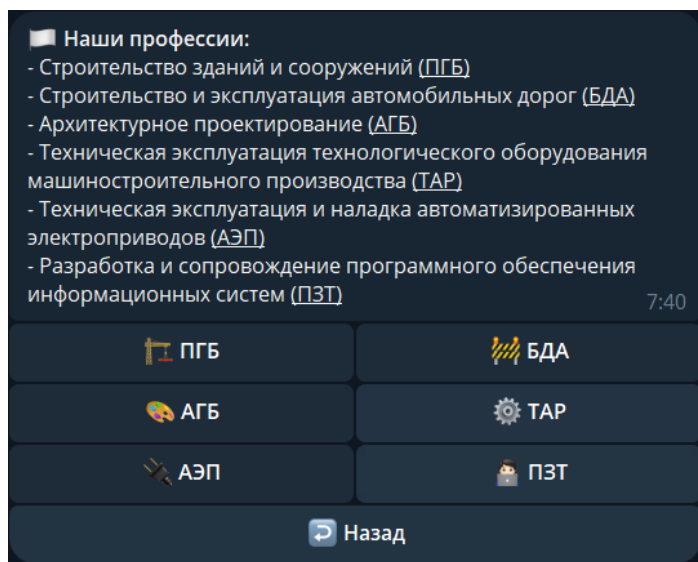 🏳️ Наши профессии:
- Строительство зданий и сооружений (ПГБ)
- Строительство и эксплуатация автомобильных дорог (БДА)
- Архитектурное проектирование (АГБ)
- Техническая эксплуатация технологического оборудования
машиностроительного производства (ТАР)
- Техническая эксплуатация и наладка автоматизированных
электроприводов (АЭП)
- Разработка и сопровождение программного обеспечения
информационных систем (ПЗТ)
7:40
🏗️ ПГБ
🚧 БДА
🎨 АГБ
⚙️ ТАР
🔌 АЭП
🧑🏻‍💻 ПЗТ
↩️ Назад